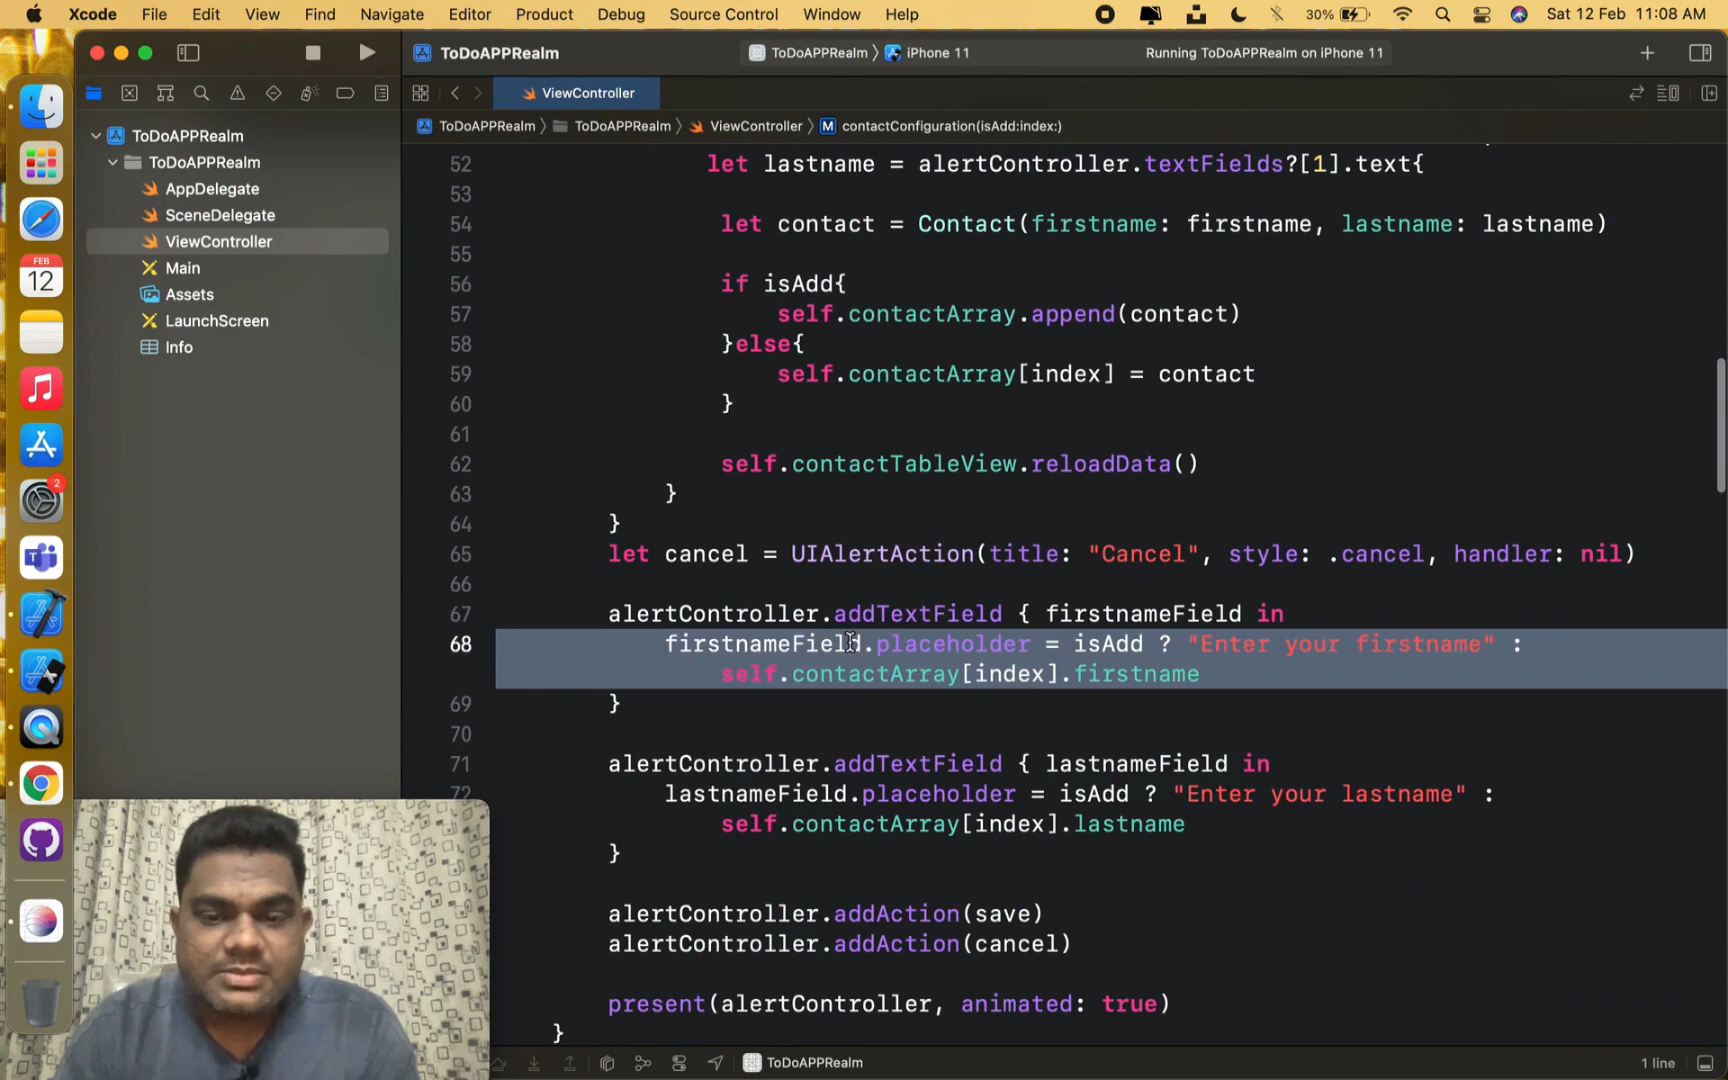 Xcode File Edit View Find Navigate Editor Product Debug Source Control Window Help 30% Sat 12 Feb 11:08 AM
ToDoAPPRealm ToDoAPPRealm iPhone 11 Running ToDoAPPRealm on iPhone 11
ViewController
ToDoAPPRealm ToDoAPPRealm ViewController M contactConfiguration(isAdd:index:)
ToDoAPPRealm
ToDoAPPRealm
AppDelegate
SceneDelegate
ViewController
Main
Assets
LaunchScreen
Info
FEB
12
2
52 let lastname = alertController.textFields?[1].text{
53
54 let contact = Contact(firstname: firstname, lastname: lastname)
55
56 if isAdd{
57 self.contactArray.append(contact)
58 }else{
59 self.contactArray[index] = contact
60 }
61
62 self.contactTableView.reloadData()
63 }
64 }
65 let cancel = UIAlertAction(title: "Cancel", style: .cancel, handler: nil)
66
67 alertController.addTextField { firstnameField in
68 firstnameField.placeholder = isAdd ? "Enter your firstname" :
self.contactArray[index].firstname
69 }
70
71 alertController.addTextField { lastnameField in
72 lastnameField.placeholder = isAdd ? "Enter your lastname" :
self.contactArray[index].lastname
}
alertController.addAction(save)
alertController.addAction(cancel)
present(alertController, animated: true)
}
ToDoAPPRealm 1 line